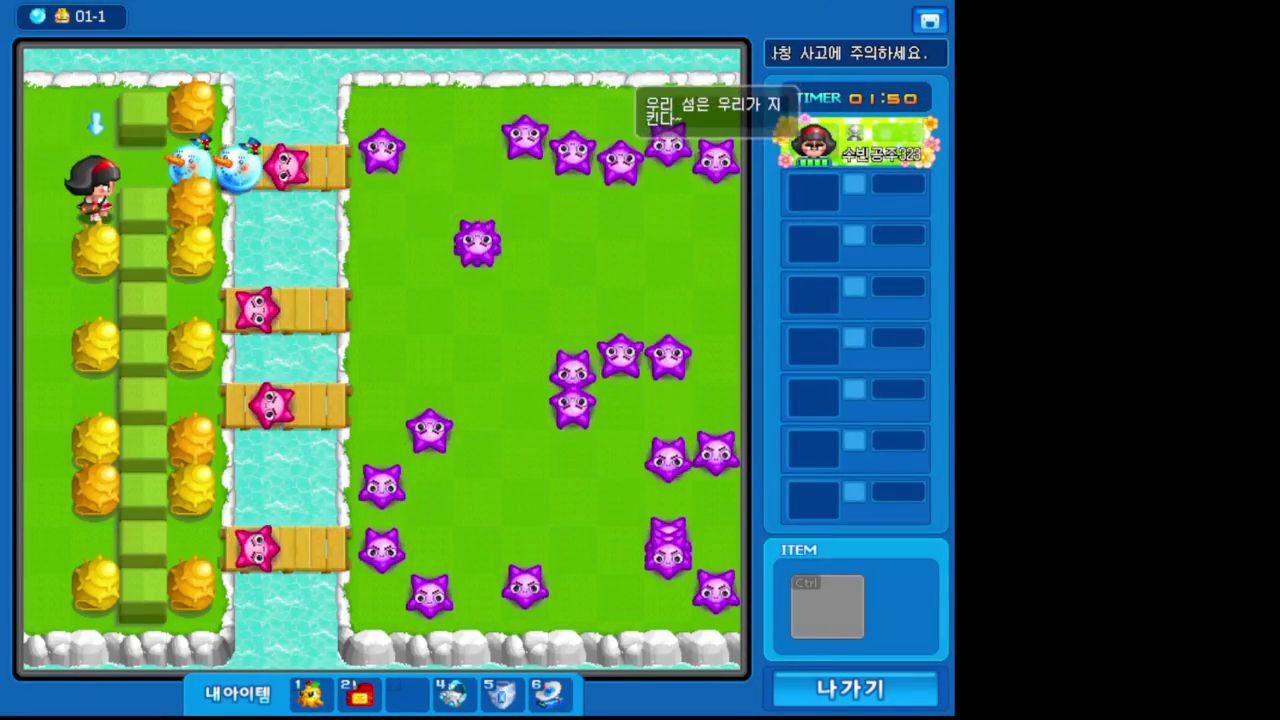 01-1
사칭 사고에 주의하세요.
우리 섬은 우리가 지
킨다~
TIMER 01:50
수빈공주323
ITEM
Ctrl
내아이템
1
2
4
5
6
나가기